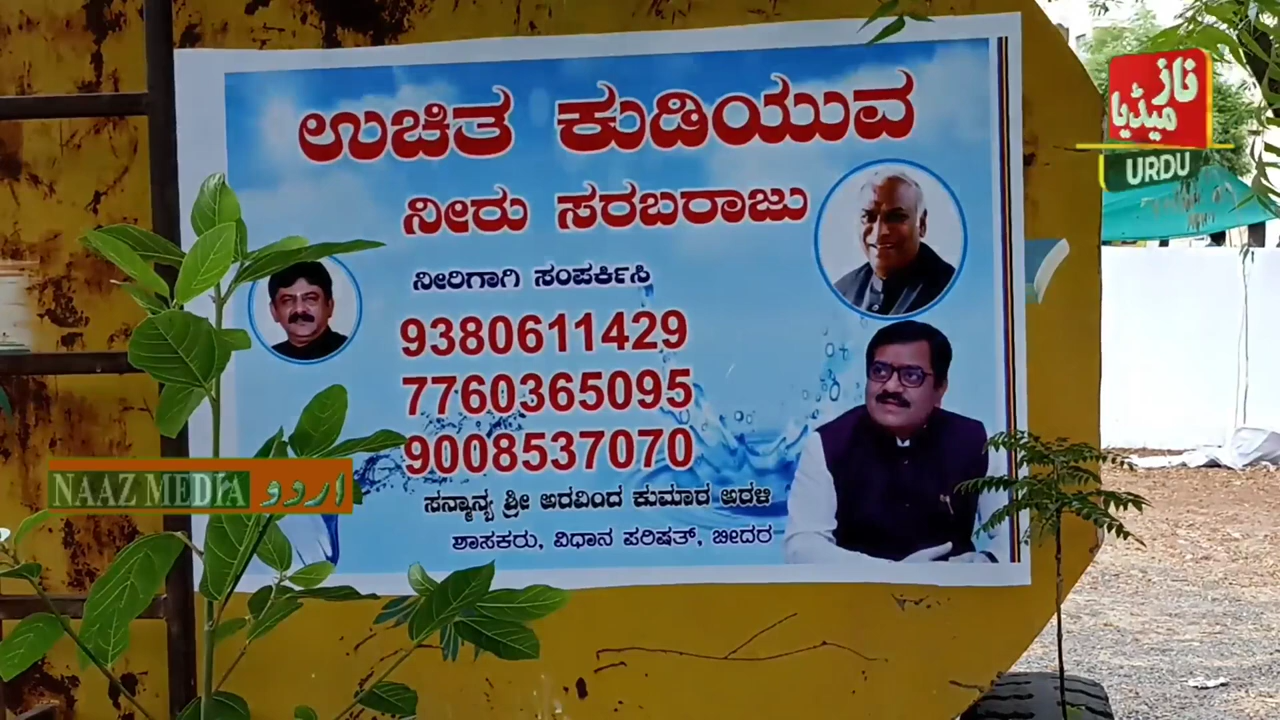 ಉಚಿತ ಕುಡಿಯುವ
ನೀರು ಸರಬರಾಜು
ನೀರಿಗಾಗಿ ಸಂಪರ್ಕಿಸಿ
9380611429
7760365095
9008537070
ಸನ್ಮಾನ್ಯ ಶ್ರೀ ಅರವಿಂದ ಕುಮಾರ ಅರಳಿ
ಶಾಸಕರು, ವಿಧಾನ ಪರಿಷತ್, ಬೀದರ
ناز
میڈیا
URDU
NAAZ MEDIA اردو